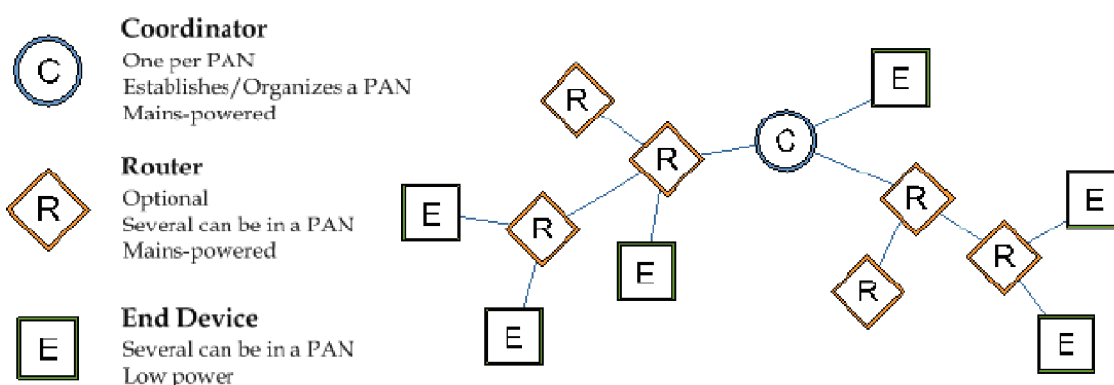 C
Coordinator
One per PAN
Establishes/Organizes a PAN
Mains-powered
R
Router
Optional
Several can be in a PAN
Mains-powered
E
End Device
Several can be in a PAN
Low power
R
R
C
E
E
R
E
E
R
R
R
E
E